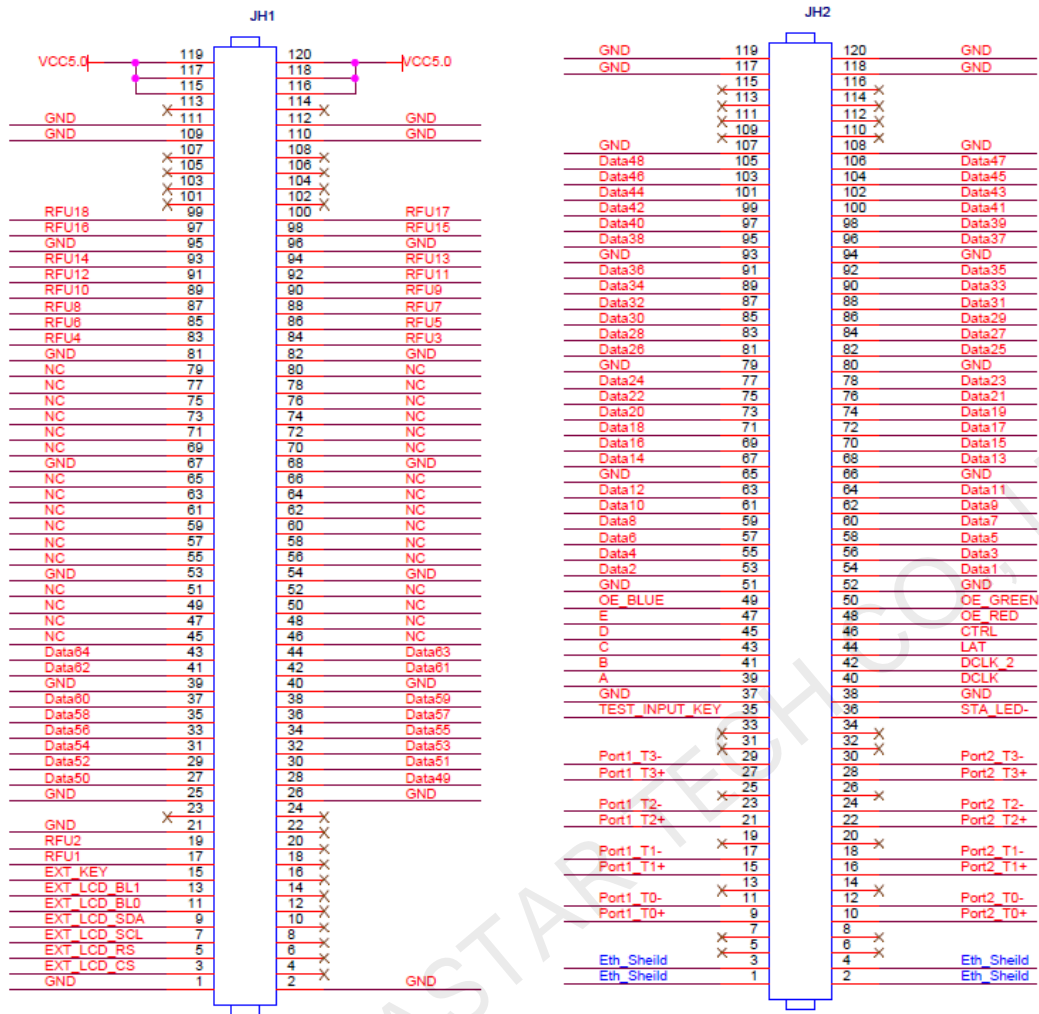 JH1
VCC5.0 119 120 VCC5.0
117 118
115 116
113 114
GND 111 112 GND
GND 109 110 GND
107 108
105 106
103 104
101 102
RFU18 99 100 RFU17
RFU16 97 98 RFU15
GND 95 96 GND
RFU14 93 94 RFU13
RFU12 91 92 RFU11
RFU10 89 90 RFU9
RFU8 87 88 RFU7
RFU6 85 86 RFU5
RFU4 83 84 RFU3
GND 81 82 GND
NC 79 80 NC
NC 77 78 NC
NC 75 76 NC
NC 73 74 NC
NC 71 72 NC
NC 69 70 NC
GND 67 68 GND
NC 65 66 NC
NC 63 64 NC
NC 61 62 NC
NC 59 60 NC
NC 57 58 NC
NC 55 56 NC
GND 53 54 GND
NC 51 52 NC
NC 49 50 NC
NC 47 48 NC
NC 45 46 NC
Data64 43 44 Data63
Data62 41 42 Data61
GND 39 40 GND
Data60 37 38 Data59
Data58 35 36 Data57
Data56 33 34 Data55
Data54 31 32 Data53
Data52 29 30 Data51
Data50 27 28 Data49
GND 25 26 GND
23 24
GND 21 22
RFU2 19 20
RFU1 17 18
EXT_KEY 15 16
EXT_LCD_BL1 13 14
EXT_LCD_BL0 11 12
EXT_LCD_SDA 9 10
EXT_LCD_SCL 7 8
EXT_LCD_RS 5 6
EXT_LCD_CS 3 4
GND 1 2 GND
JH2
GND 119 120 GND
GND 117 118 GND
115 116
113 114
111 112
109 110
GND 107 108 GND
Data48 105 106 Data47
Data46 103 104 Data45
Data44 101 102 Data43
Data42 99 100 Data41
Data40 97 98 Data39
Data38 95 96 Data37
GND 93 94 GND
Data36 91 92 Data35
Data34 89 90 Data33
Data32 87 88 Data31
Data30 85 86 Data29
Data28 83 84 Data27
Data26 81 82 Data25
GND 79 80 GND
Data24 77 78 Data23
Data22 75 76 Data21
Data20 73 74 Data19
Data18 71 72 Data17
Data16 69 70 Data15
Data14 67 68 Data13
GND 65 66 GND
Data12 63 64 Data11
Data10 61 62 Data9
Data8 59 60 Data7
Data6 57 58 Data5
Data4 55 56 Data3
Data2 53 54 Data1
GND 51 52 GND
OE_BLUE 49 50 OE_GREEN
E 47 48 OE_RED
D 45 46 CTRL
C 43 44 LAT
B 41 42 DCLK_2
A 39 40 DCLK
GND 37 38 GND
TEST_INPUT_KEY 35 36 STA_LED-
33 34
31 32
Port1_T3- 29 30 Port2_T3-
Port1_T3+ 27 28 Port2_T3+
25 26
Port1_T2- 23 24 Port2_T2-
Port1_T2+ 21 22 Port2_T2+
19 20
Port1_T1- 17 18 Port2_T1-
Port1_T1+ 15 16 Port2_T1+
13 14
Port1_T0- 11 12 Port2_T0-
Port1_T0+ 9 10 Port2_T0+
7 8
5 6
Eth_Sheild 3 4 Eth_Sheild
Eth_Sheild 1 2 Eth_Sheild
ASTAR TECH CO.,